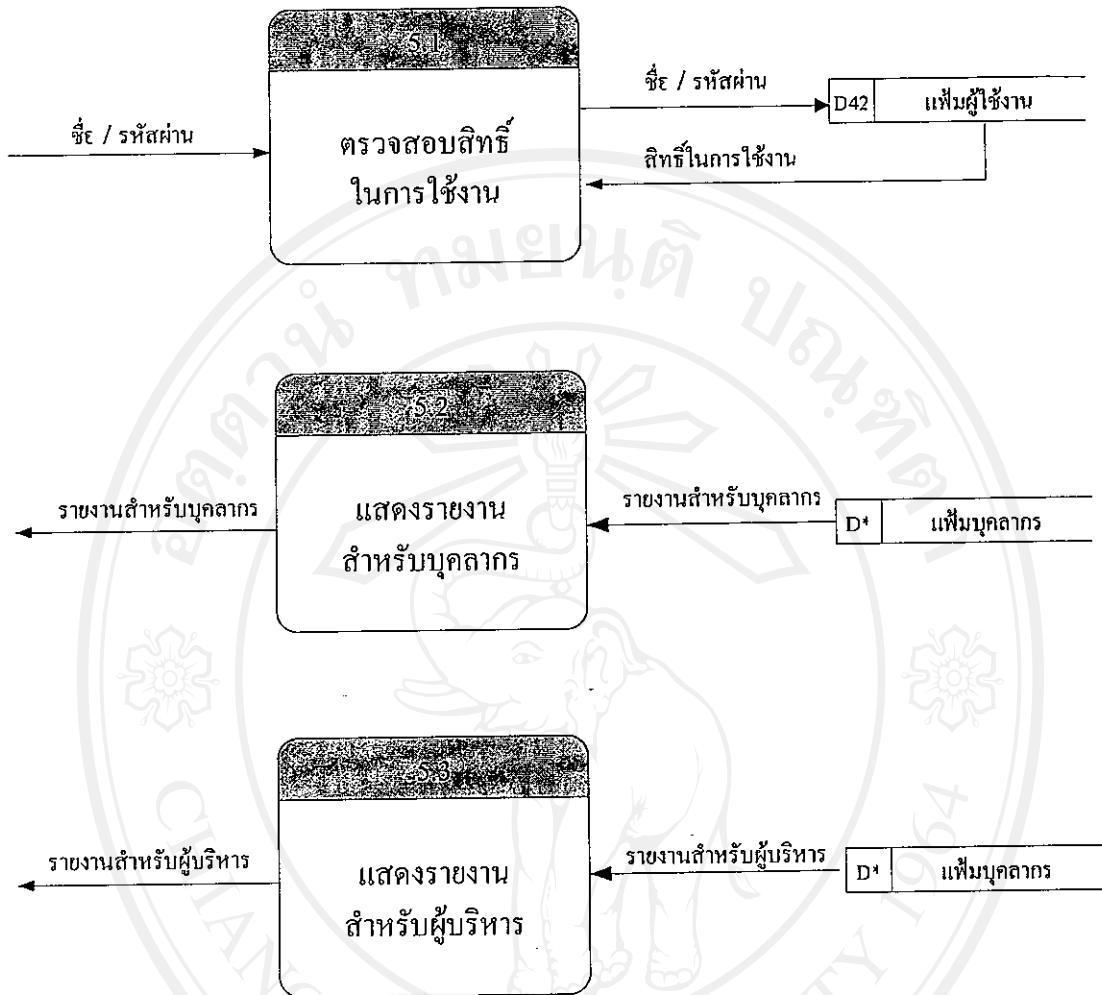 5.1
ชื่อ / รหัสผ่าน
ตรวจสอบสิทธิ์
ในการใช้งาน
ชื่อ / รหัสผ่าน
D42 แฟ้มผู้ใช้งาน
สิทธิ์ในการใช้งาน
5.2
รายงานสำหรับบุคลากร
แสดงรายงาน
สำหรับบุคลากร
รายงานสำหรับบุคลากร
D* แฟ้มบุคลากร
5.3
รายงานสำหรับผู้บริหาร
แสดงรายงาน
สำหรับผู้บริหาร
รายงานสำหรับผู้บริหาร
D* แฟ้มบุคลากร
1964